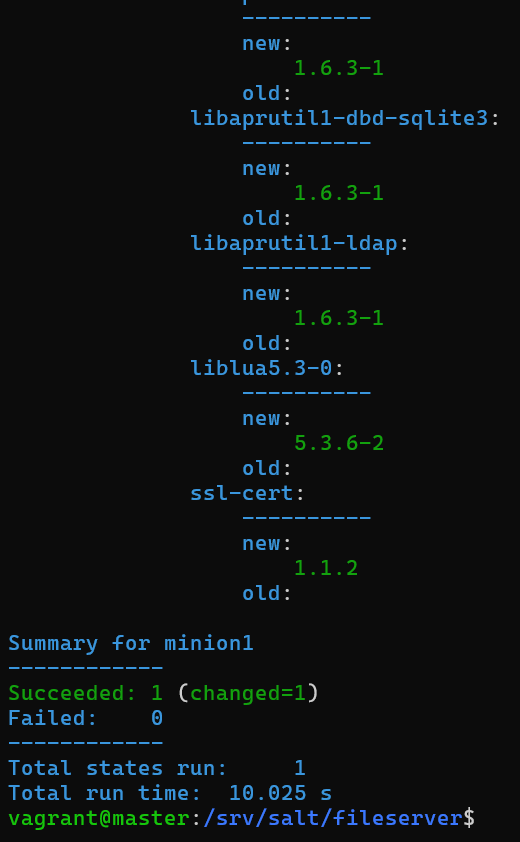 ----------
new:
1.6.3-1
old:
libaprutil1-dbd-sqlite3:
----------
new:
1.6.3-1
old:
libaprutil1-ldap:
----------
new:
1.6.3-1
old:
liblua5.3-0:
----------
new:
5.3.6-2
old:
ssl-cert:
----------
new:
1.1.2
old:
Summary for minion1
------------
Succeeded: 1 (changed=1)
Failed:    0
------------
Total states run:     1
Total run time:  10.025 s
vagrant@master:/srv/salt/fileserver$